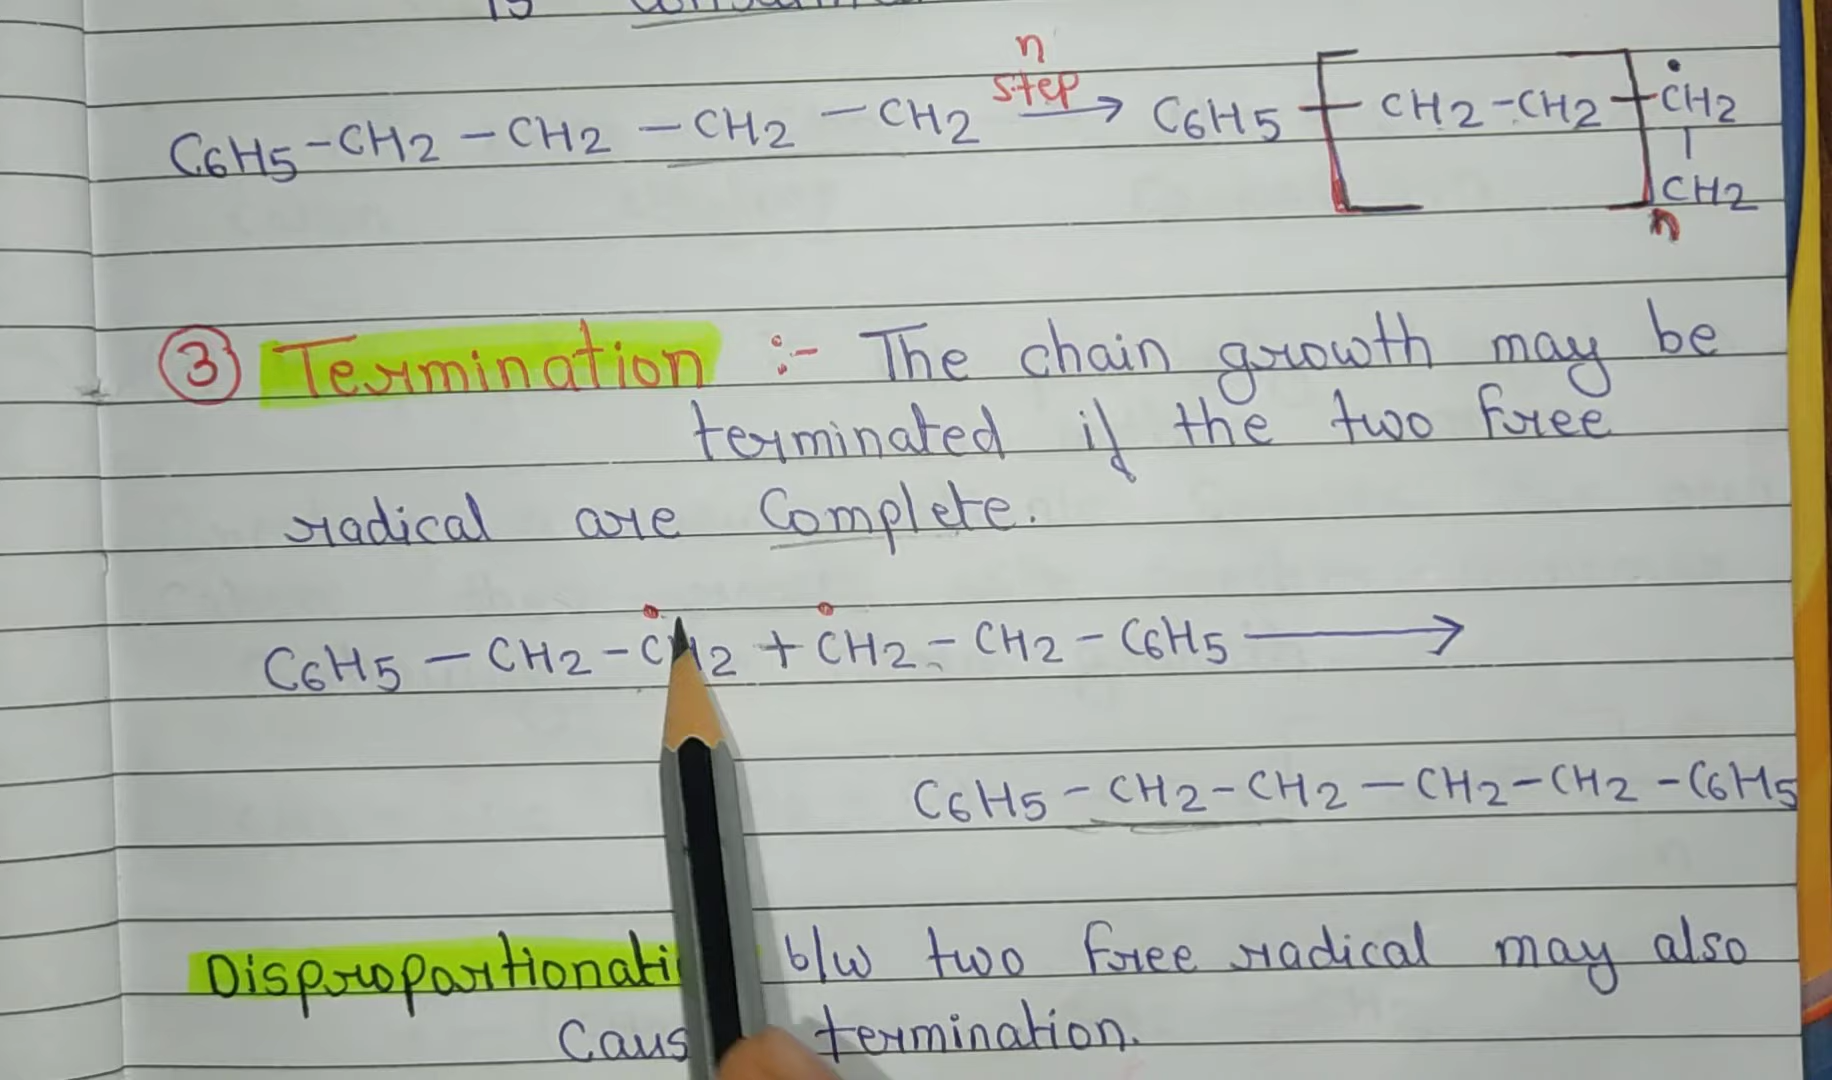 n
step
C6H5-CH2-CH2-CH2-CH2 → C6H5[CH2-CH2]ĊH2
CH2
n
③ Termination :- The chain growth may be
terminated if the two free
radical are Complete.
C6H5-CH2-ĊH2 + ĊH2-CH2-C6H5 →
C6H5-CH2-CH2-CH2-CH2-C6H5
b/w two free radical may also
termination.